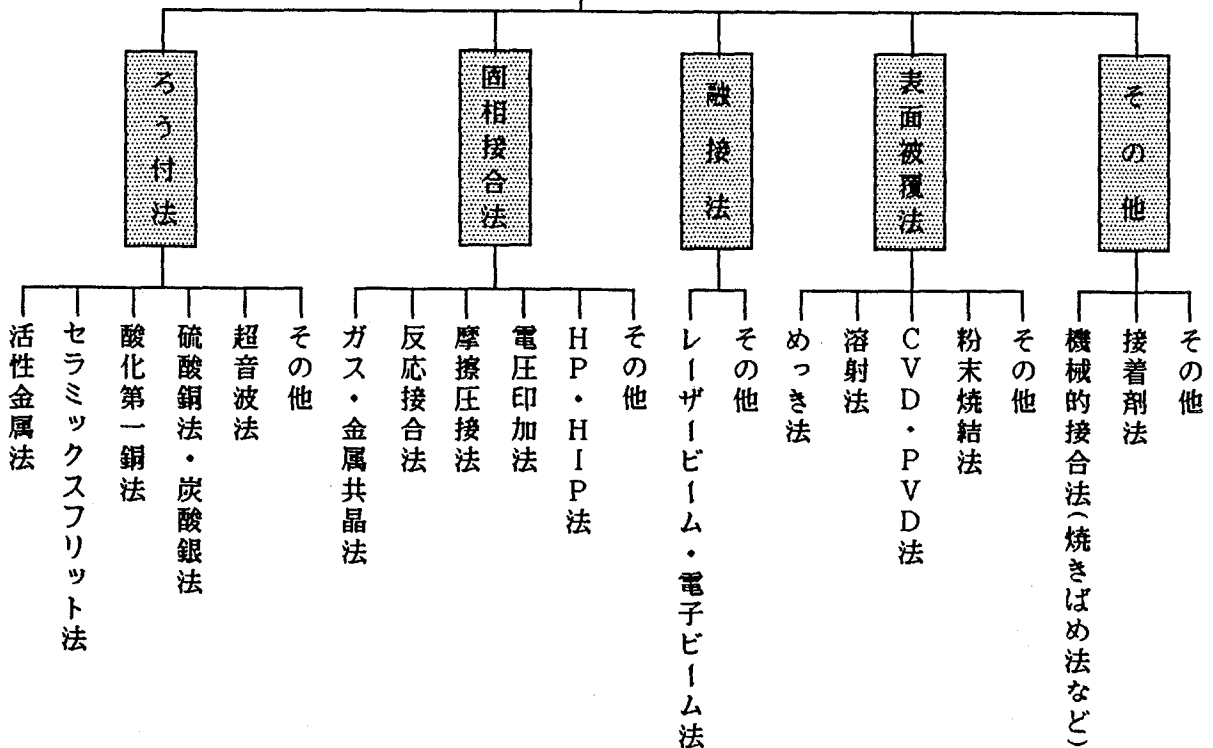 ろう付法
活性金属法
セラミックスフリット法
酸化第一銅法
硫酸銅法・炭酸銀法
超音波法
その他
固相接合法
ガス・金属共晶法
反応接合法
摩擦圧接法
電圧印加法
HP・HIP法
その他
融接法
レーザービーム・電子ビーム法
その他
表面被覆法
めっき法
溶射法
CVD・PVD法
粉末焼結法
その他
その他
機械的接合法(焼きばめ法など)
接着剤法
その他